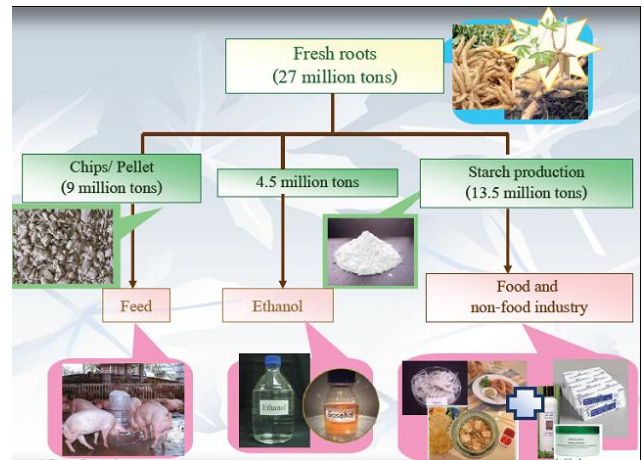 Fresh roots
(27 million tons)
Chips/ Pellet
(9 million tons)
4.5 million tons
Starch production
(13.5 million tons)
Feed
Ethanol
Food and
non-food industry
Ethanol
Gasohol